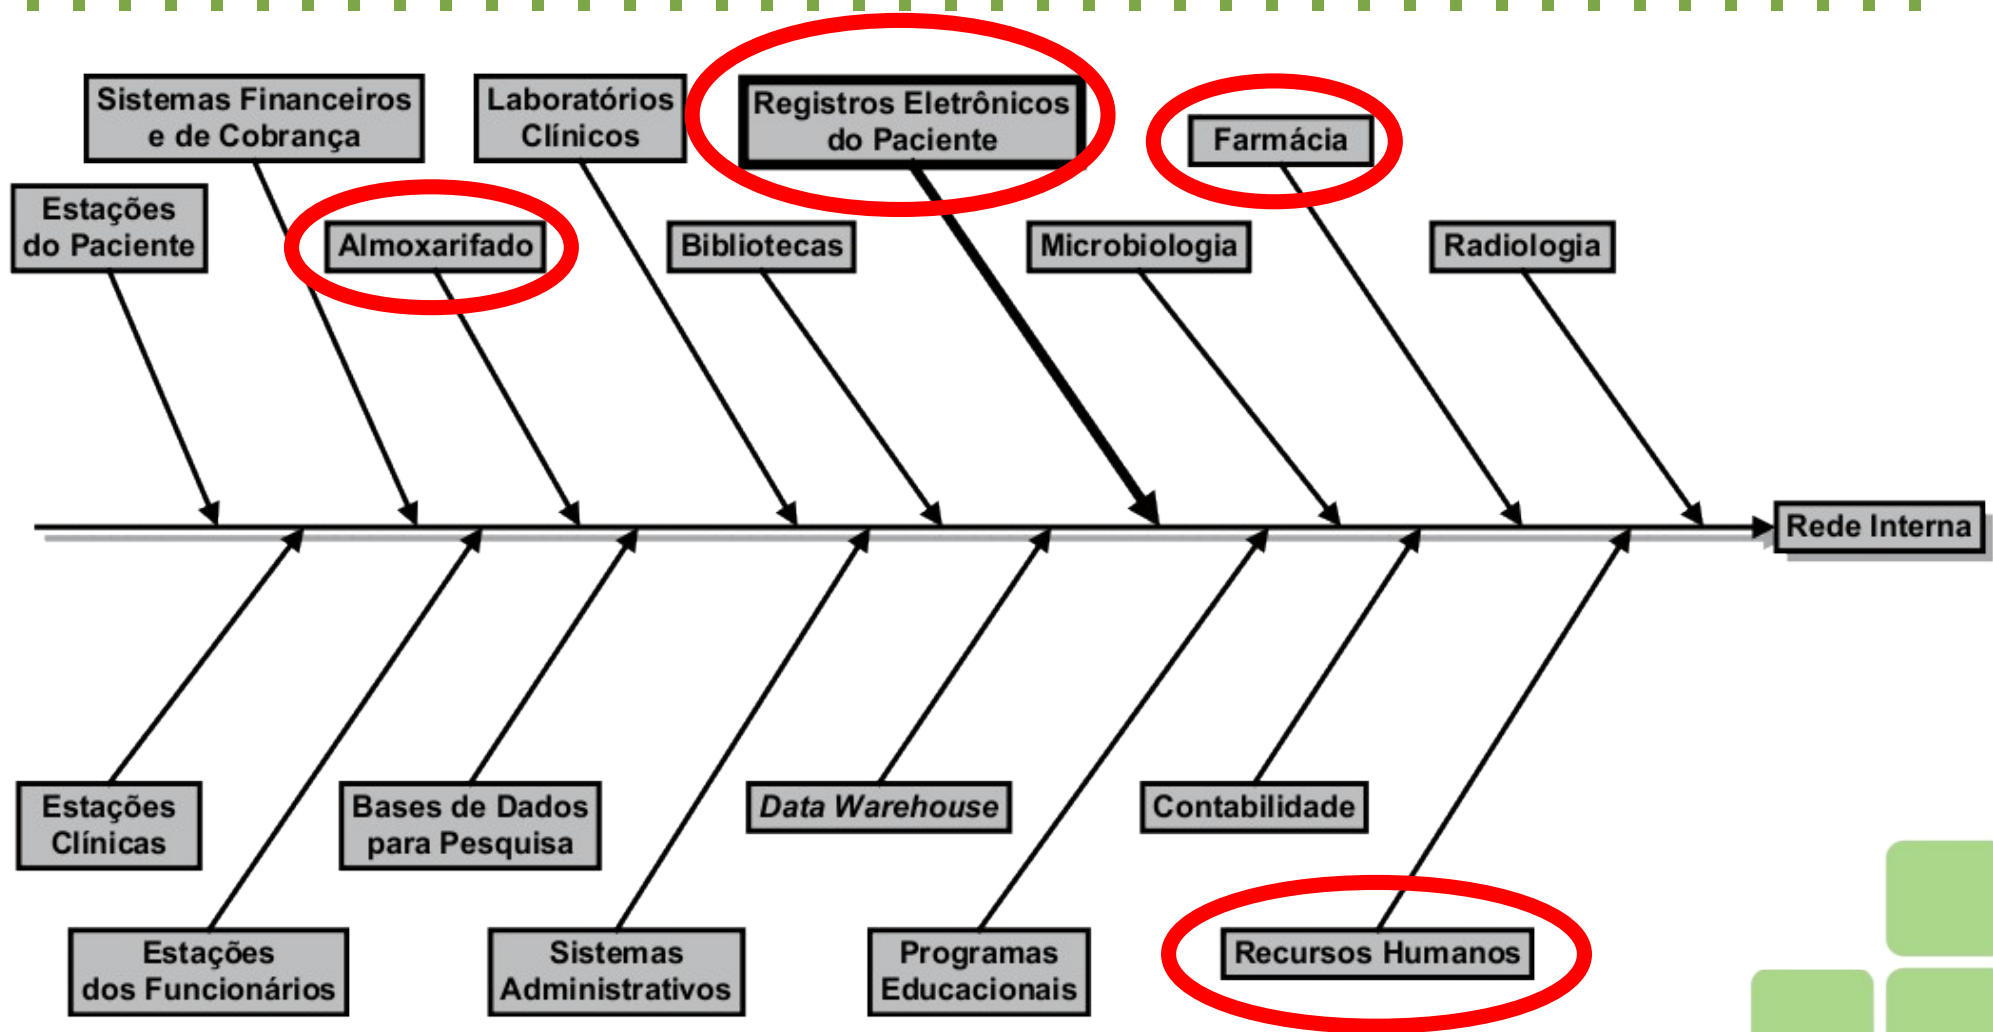 Sistemas Financeiros
e de Cobrança
Laboratórios
Clínicos
Registros Eletrônicos
do Paciente
Farmácia
Estações
do Paciente
Almoxarifado
Bibliotecas
Microbiologia
Radiologia
Rede Interna
Estações
Clínicas
Bases de Dados
para Pesquisa
Data Warehouse
Contabilidade
Estações
dos Funcionários
Sistemas
Administrativos
Programas
Educacionais
Recursos Humanos